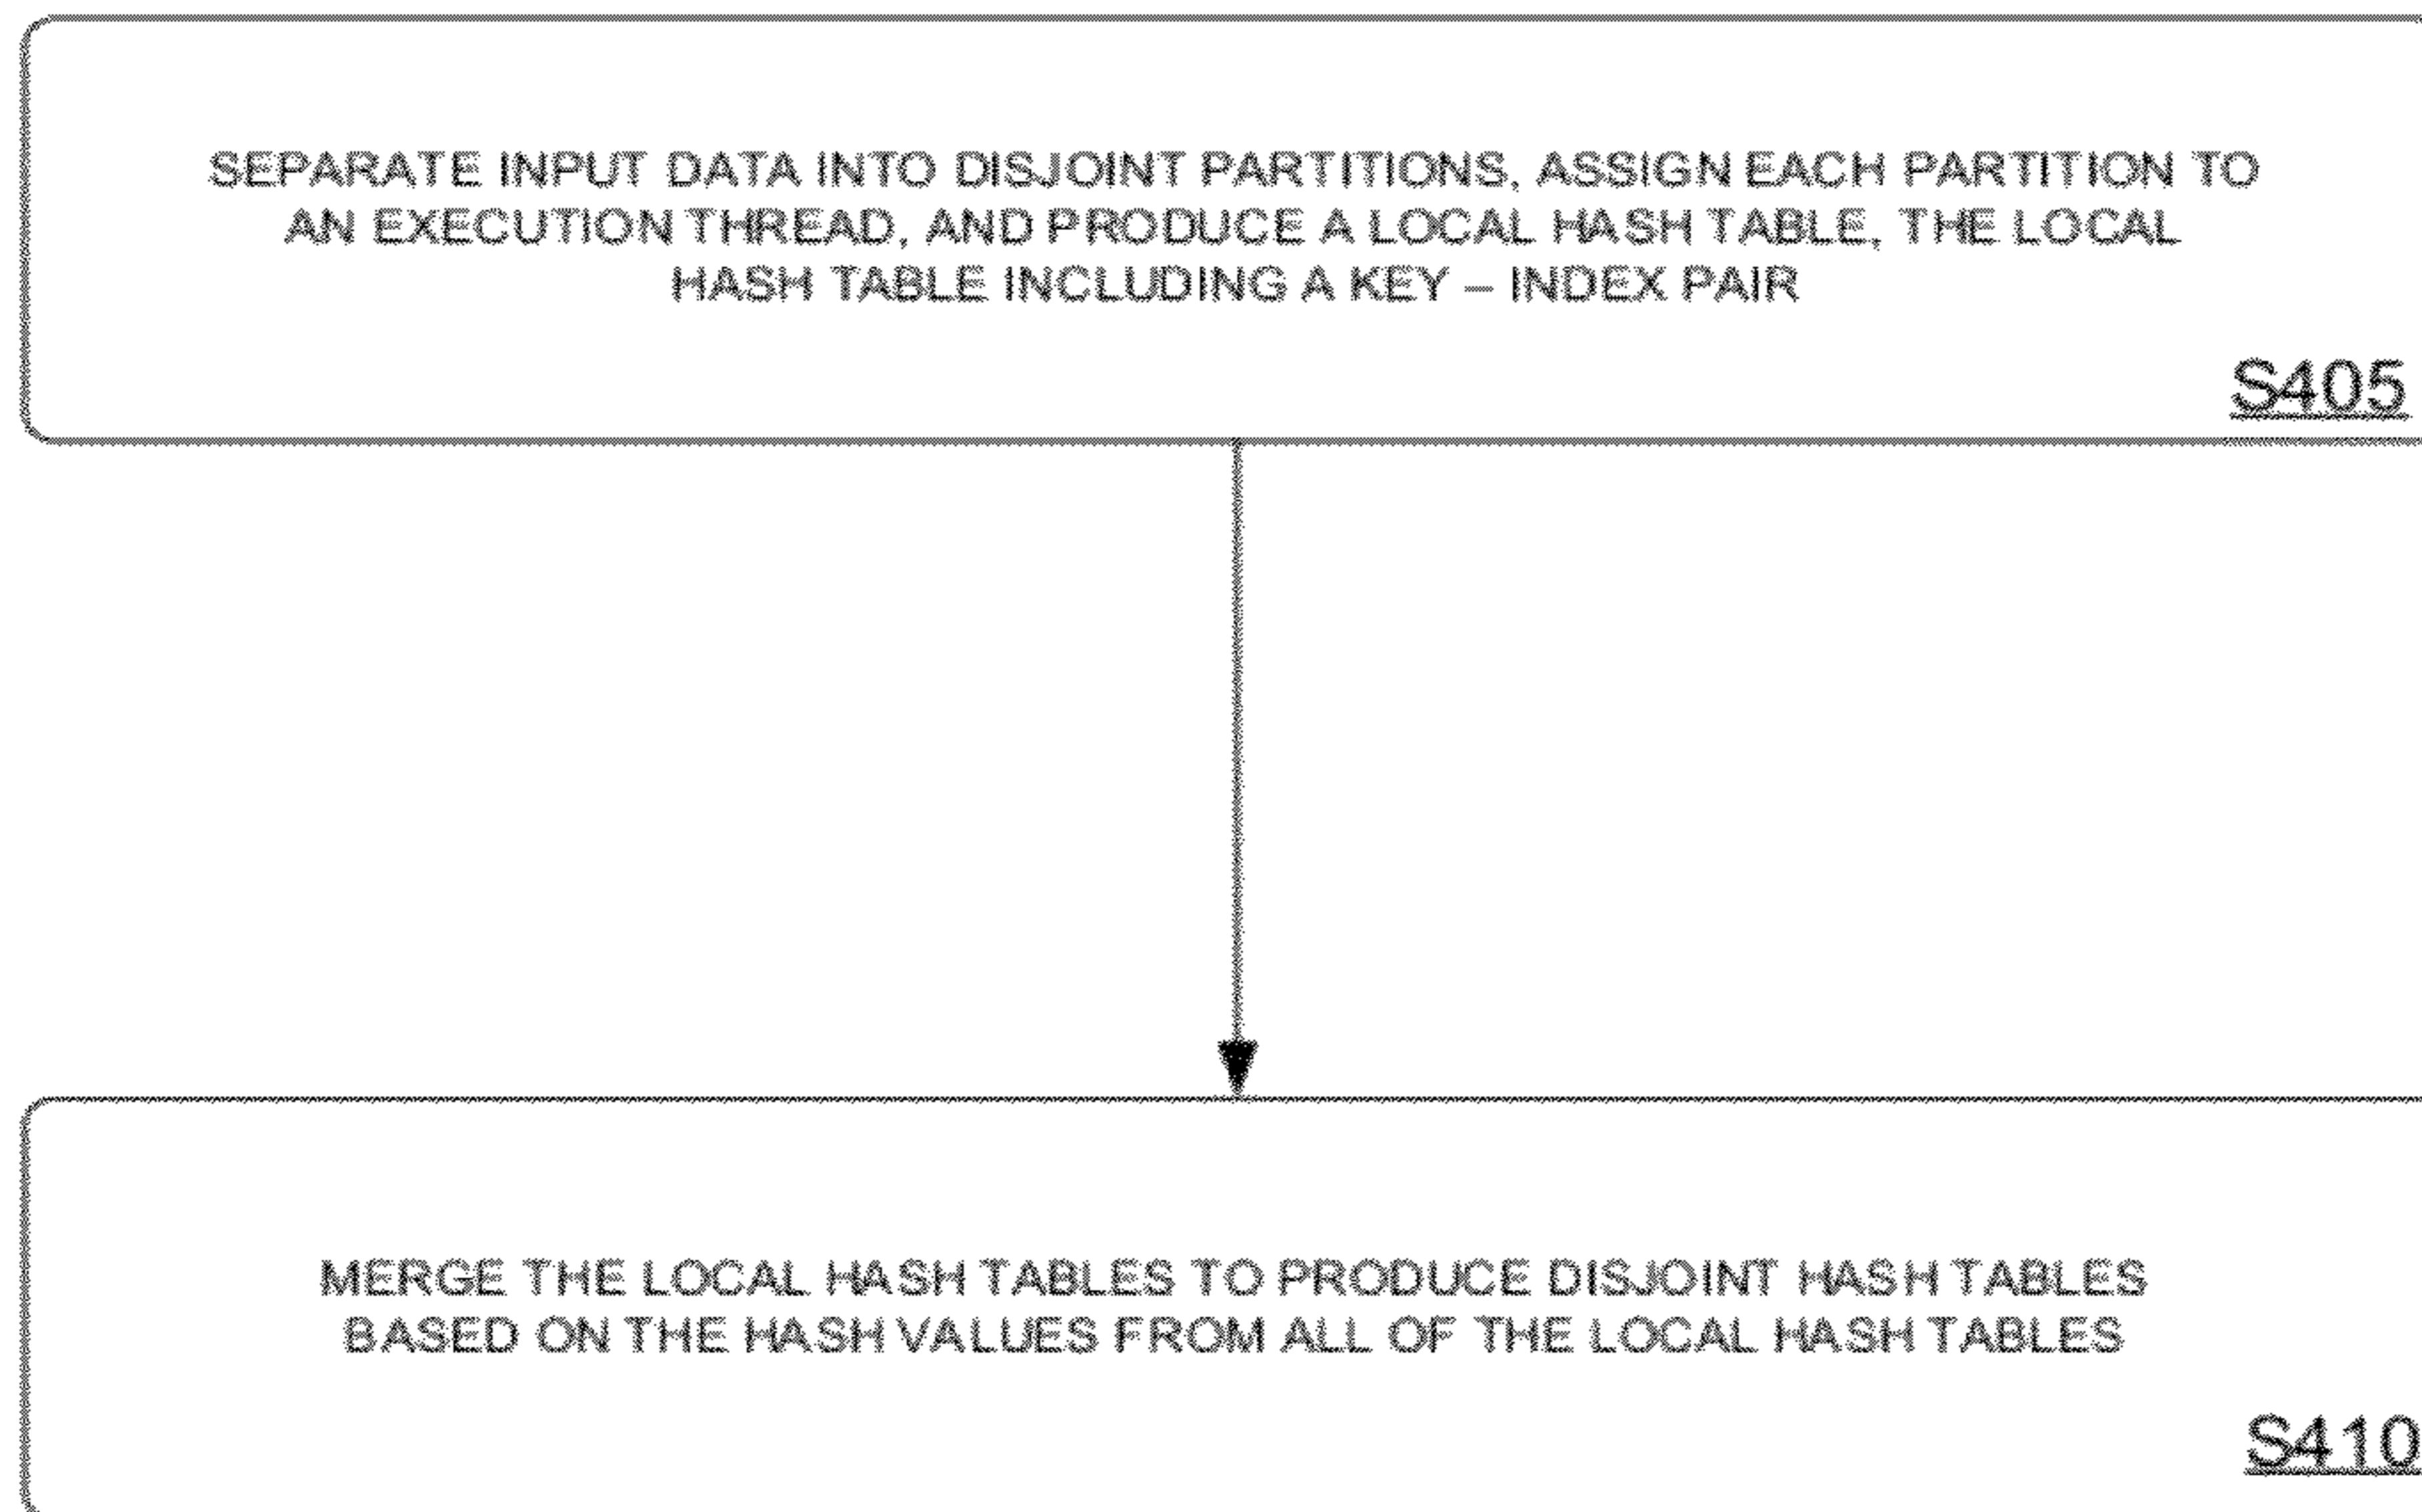 SEPARATE INPUT DATA INTO DISJOINT PARTITIONS, ASSIGN EACH PARTITION TO
AN EXECUTION THREAD, AND PRODUCE A LOCAL HASH TABLE, THE LOCAL
HASH TABLE INCLUDING A KEY – INDEX PAIR
S405
MERGE THE LOCAL HASH TABLES TO PRODUCE DISJOINT HASH TABLES
BASED ON THE HASH VALUES FROM ALL OF THE LOCAL HASH TABLES
S410